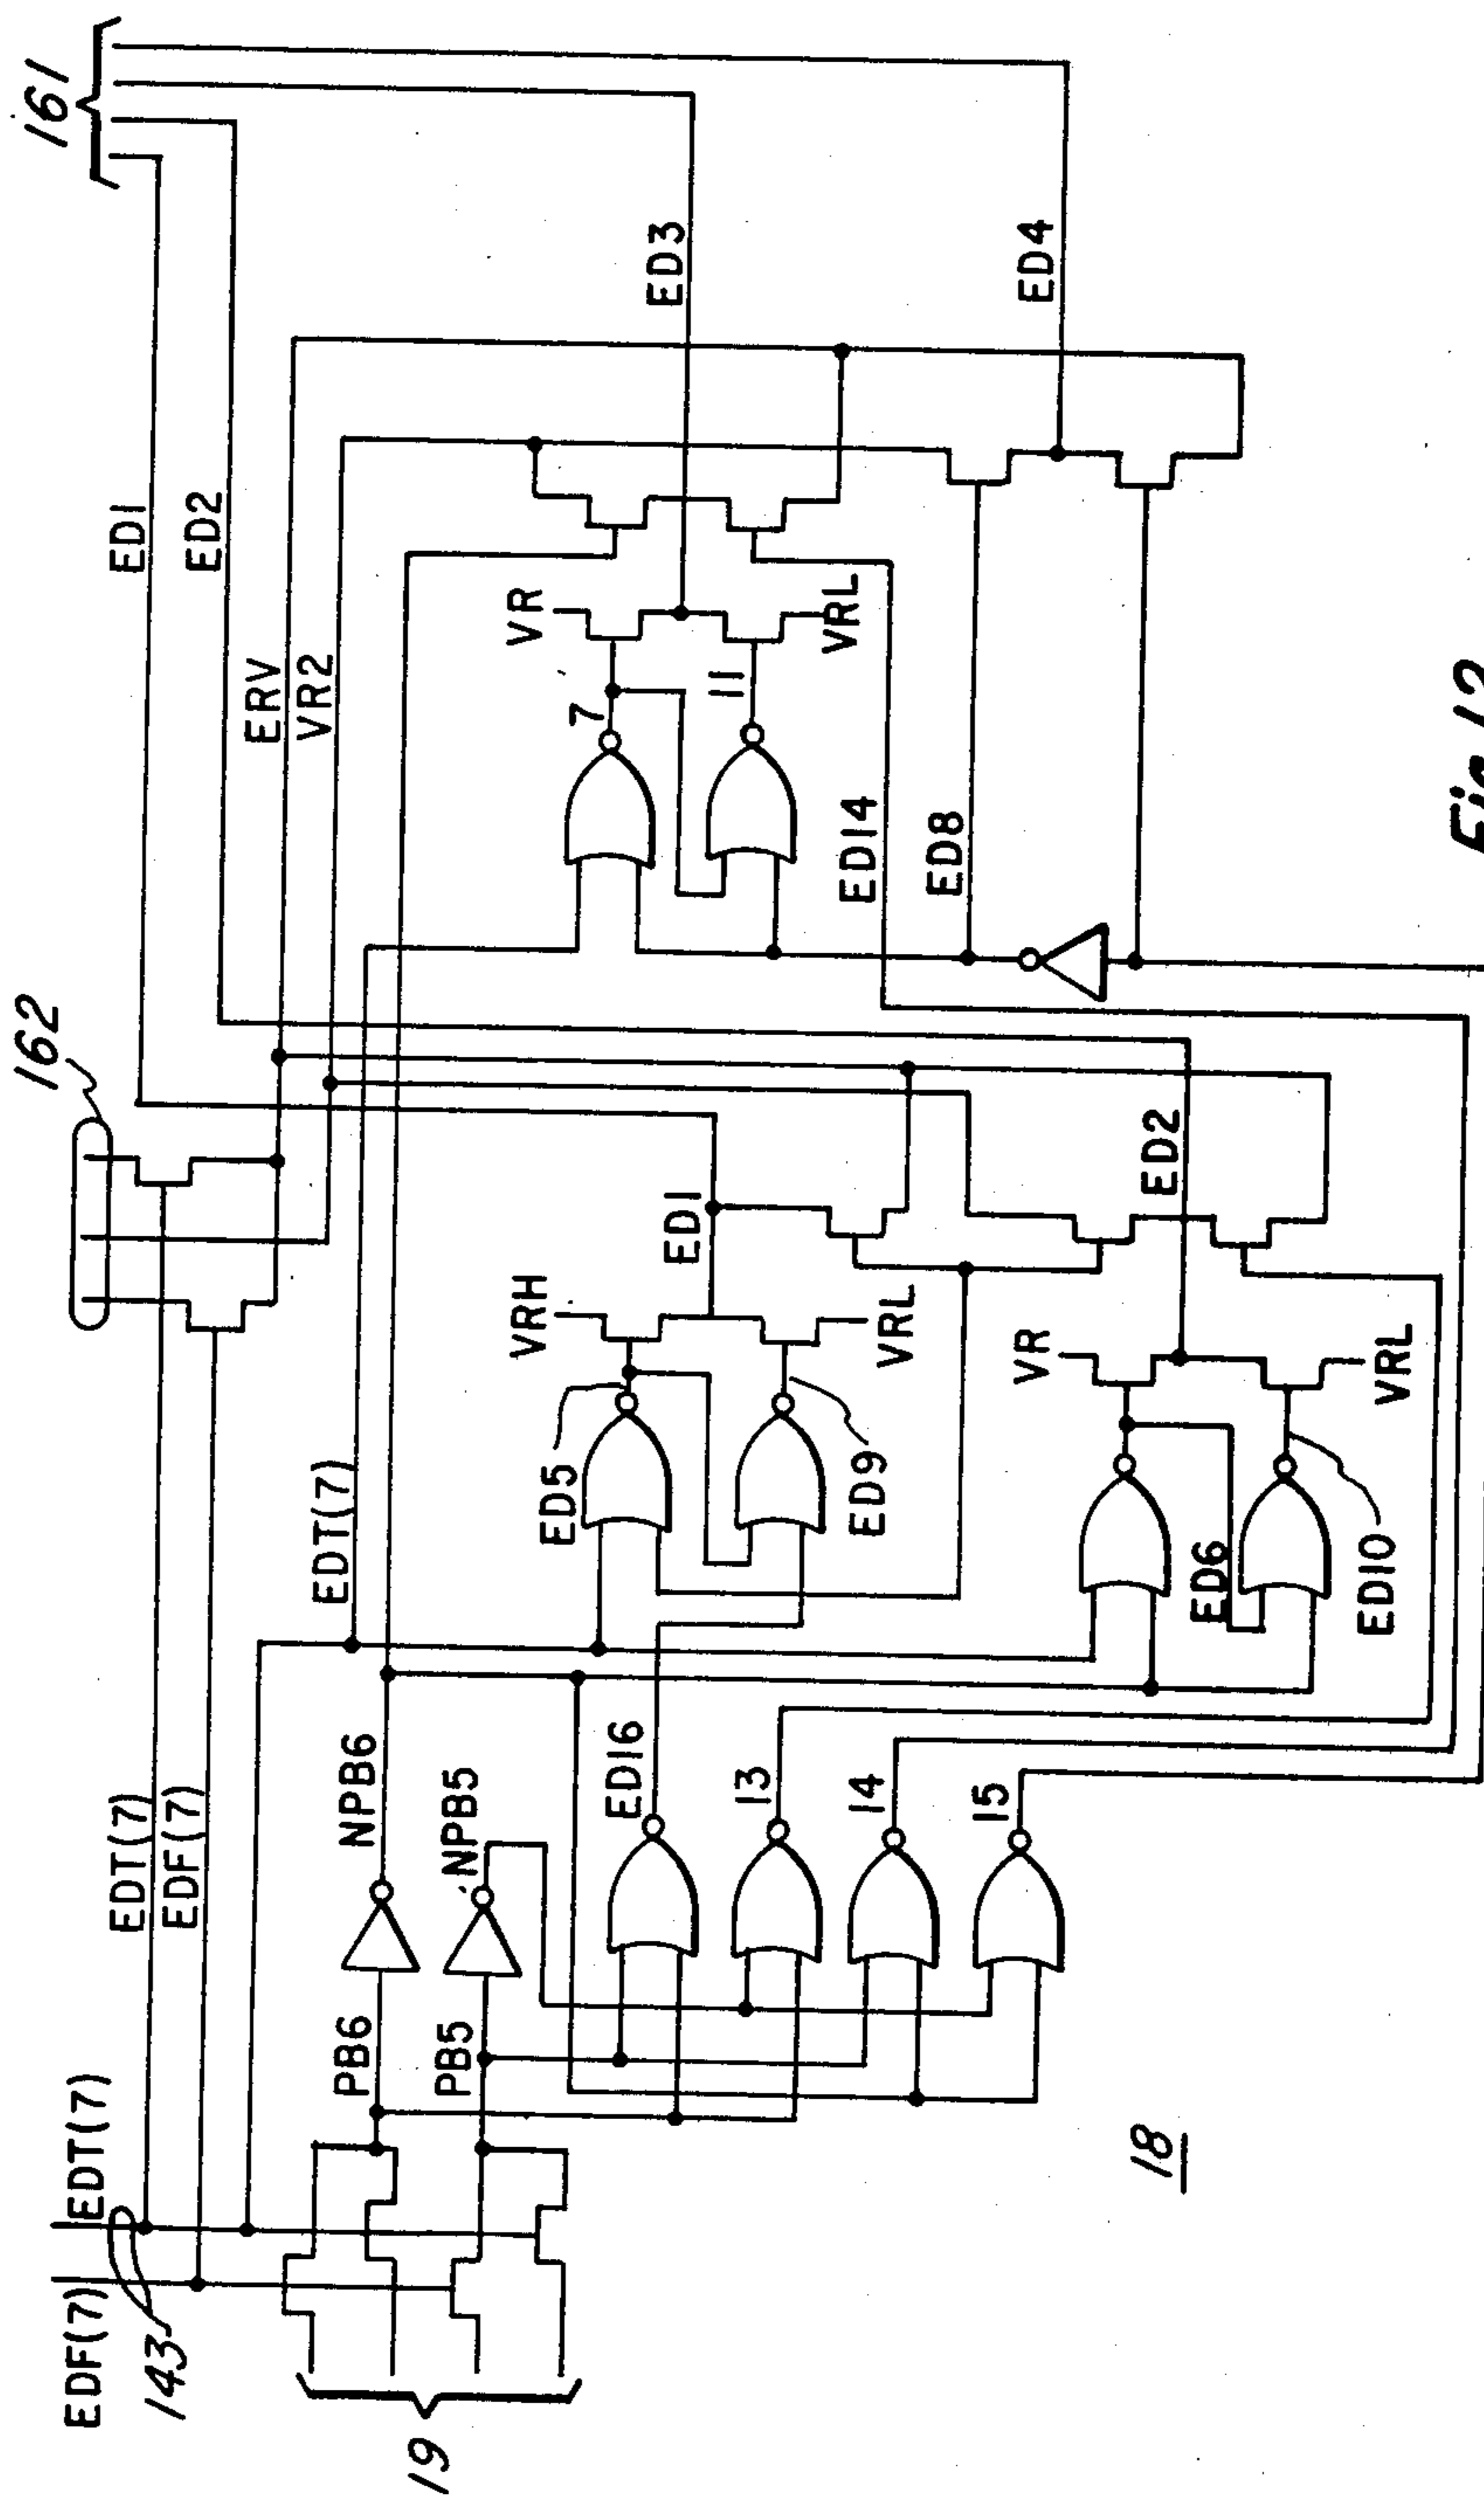 EDF(7)
EDT(7)
143
19
PB6
PB5
NPB6
NPB5
EDT(7)
EDF(7)
ED16
13
14
15
18
EDT(7)
ED5
ED9
VRH
VRL
ED1
ED6
ED10
VR
VRL
ED2
162
ERV
VR2
ED14
ED8
7
11
VR
VRL
ED1
ED2
ED3
ED4
161